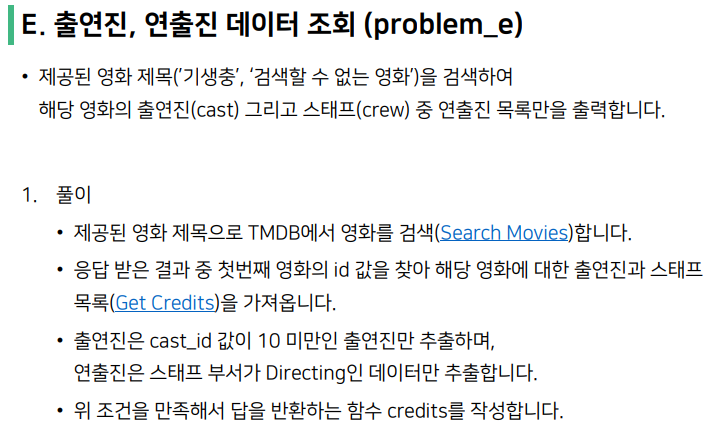 E. 출연진, 연출진 데이터 조회 (problem_e)
• 제공된 영화 제목('기생충', ‘검색할 수 없는 영화’)을 검색하여
해당 영화의 출연진(cast) 그리고 스태프(crew) 중 연출진 목록만을 출력합니다.
1. 풀이
• 제공된 영화 제목으로 TMDB에서 영화를 검색(Search Movies)합니다.
• 응답 받은 결과 중 첫번째 영화의 id 값을 찾아 해당 영화에 대한 출연진과 스태프
목록(Get Credits)을 가져옵니다.
• 출연진은 cast_id 값이 10 미만인 출연진만 추출하며,
연출진은 스태프 부서가 Directing인 데이터만 추출합니다.
• 위 조건을 만족해서 답을 반환하는 함수 credits를 작성합니다.